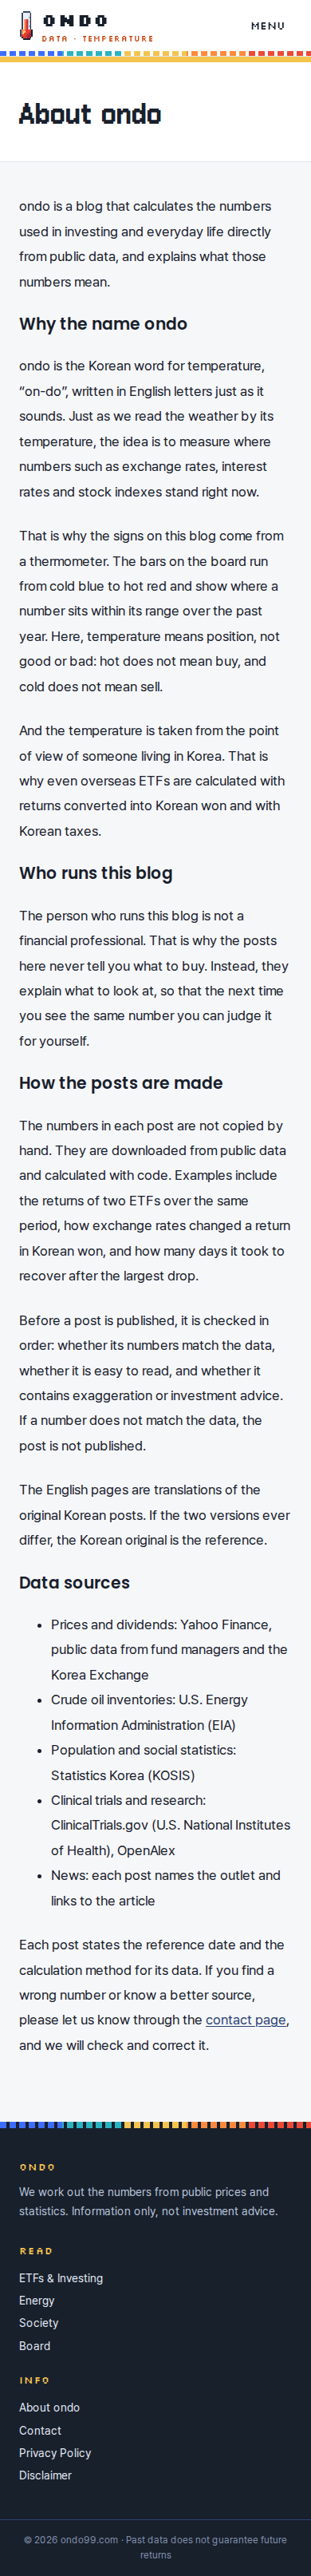 ONDO
DATA · TEMPERATURE
MENU
About ondo
ondo is a blog that calculates the numbers
used in investing and everyday life directly
from public data, and explains what those
numbers mean.
Why the name ondo
ondo is the Korean word for temperature,
“on-do”, written in English letters just as it
sounds. Just as we read the weather by its
temperature, the idea is to measure where
numbers such as exchange rates, interest
rates and stock indexes stand right now.
That is why the signs on this blog come from
a thermometer. The bars on the board run
from cold blue to hot red and show where a
number sits within its range over the past
year. Here, temperature means position, not
good or bad: hot does not mean buy, and
cold does not mean sell.
And the temperature is taken from the point
of view of someone living in Korea. That is
why even overseas ETFs are calculated with
returns converted into Korean won and with
Korean taxes.
Who runs this blog
The person who runs this blog is not a
financial professional. That is why the posts
here never tell you what to buy. Instead, they
explain what to look at, so that the next time
you see the same number you can judge it
for yourself.
How the posts are made
The numbers in each post are not copied by
hand. They are downloaded from public data
and calculated with code. Examples include
the returns of two ETFs over the same
period, how exchange rates changed a return
in Korean won, and how many days it took to
recover after the largest drop.
Before a post is published, it is checked in
order: whether its numbers match the data,
whether it is easy to read, and whether it
contains exaggeration or investment advice.
If a number does not match the data, the
post is not published.
The English pages are translations of the
original Korean posts. If the two versions ever
differ, the Korean original is the reference.
Data sources
• Prices and dividends: Yahoo Finance,
public data from fund managers and the
Korea Exchange
• Crude oil inventories: U.S. Energy
Information Administration (EIA)
• Population and social statistics:
Statistics Korea (KOSIS)
• Clinical trials and research:
ClinicalTrials.gov (U.S. National Institutes
of Health), OpenAlex
• News: each post names the outlet and
links to the article
Each post states the reference date and the
calculation method for its data. If you find a
wrong number or know a better source,
please let us know through the contact page,
and we will check and correct it.
ONDO
We work out the numbers from public prices and
statistics. Information only, not investment advice.
READ
ETFs & Investing
Energy
Society
Board
INFO
About ondo
Contact
Privacy Policy
Disclaimer
© 2026 ondo99.com · Past data does not guarantee future
returns